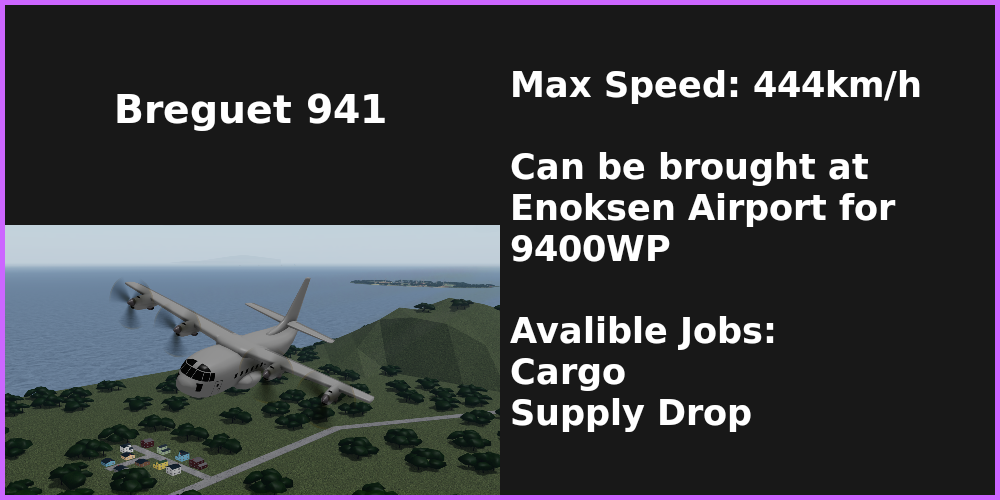 Breguet 941
Max Speed: 444km/h
Can be brought at
Enoksen Airport for
9400WP
Avalible Jobs:
Cargo
Supply Drop